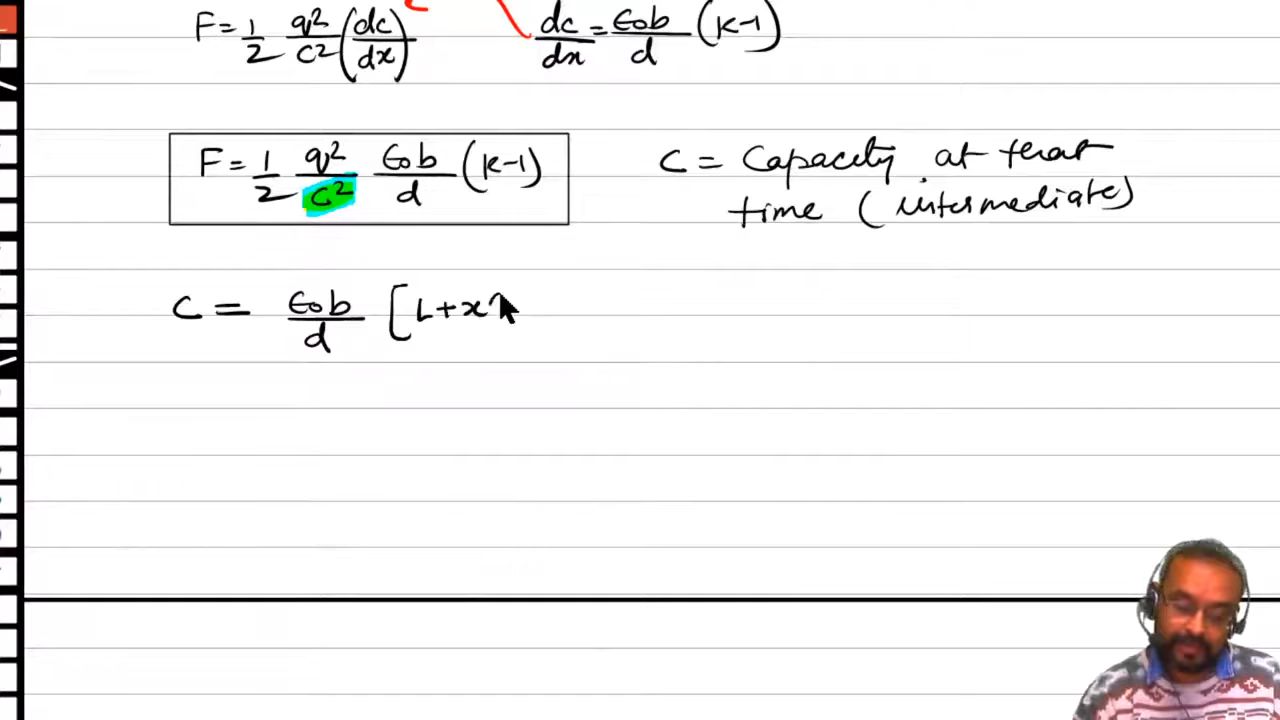 F = 1/2 q²/c² (dc/dx)
dc/dx = ε₀b/d (k-1)
F = 1/2 q²/c² ε₀b/d (k-1)
C = Capacity at that
time (intermediate)
C = ε₀b/d [L+x